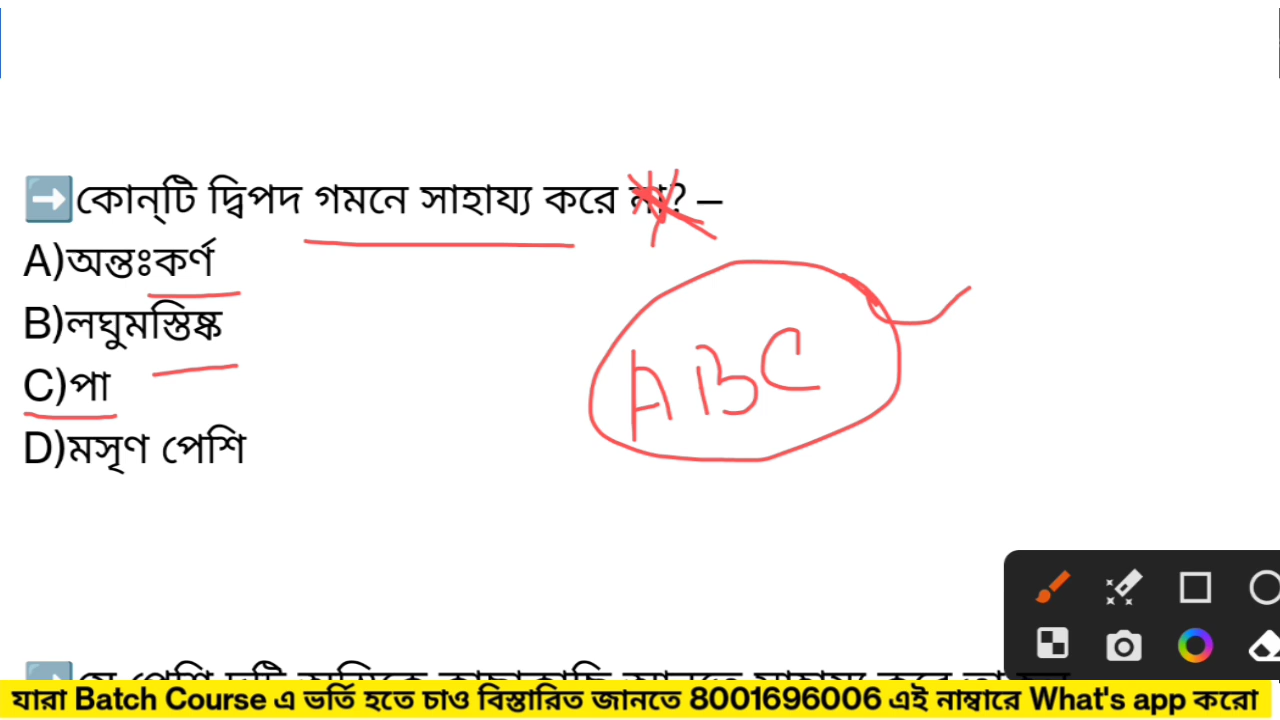 ➡️কোন্‌টি দ্বিপদ গমনে সাহায্য করে না? –
A)অন্তঃকর্ণ
B)লঘুমস্তিষ্ক
C)পা
D)মসৃণ পেশি
ABC
যারা Batch Course এ ভর্তি হতে চাও বিস্তারিত জানতে 8001696006 এই নাম্বারে What's app করো